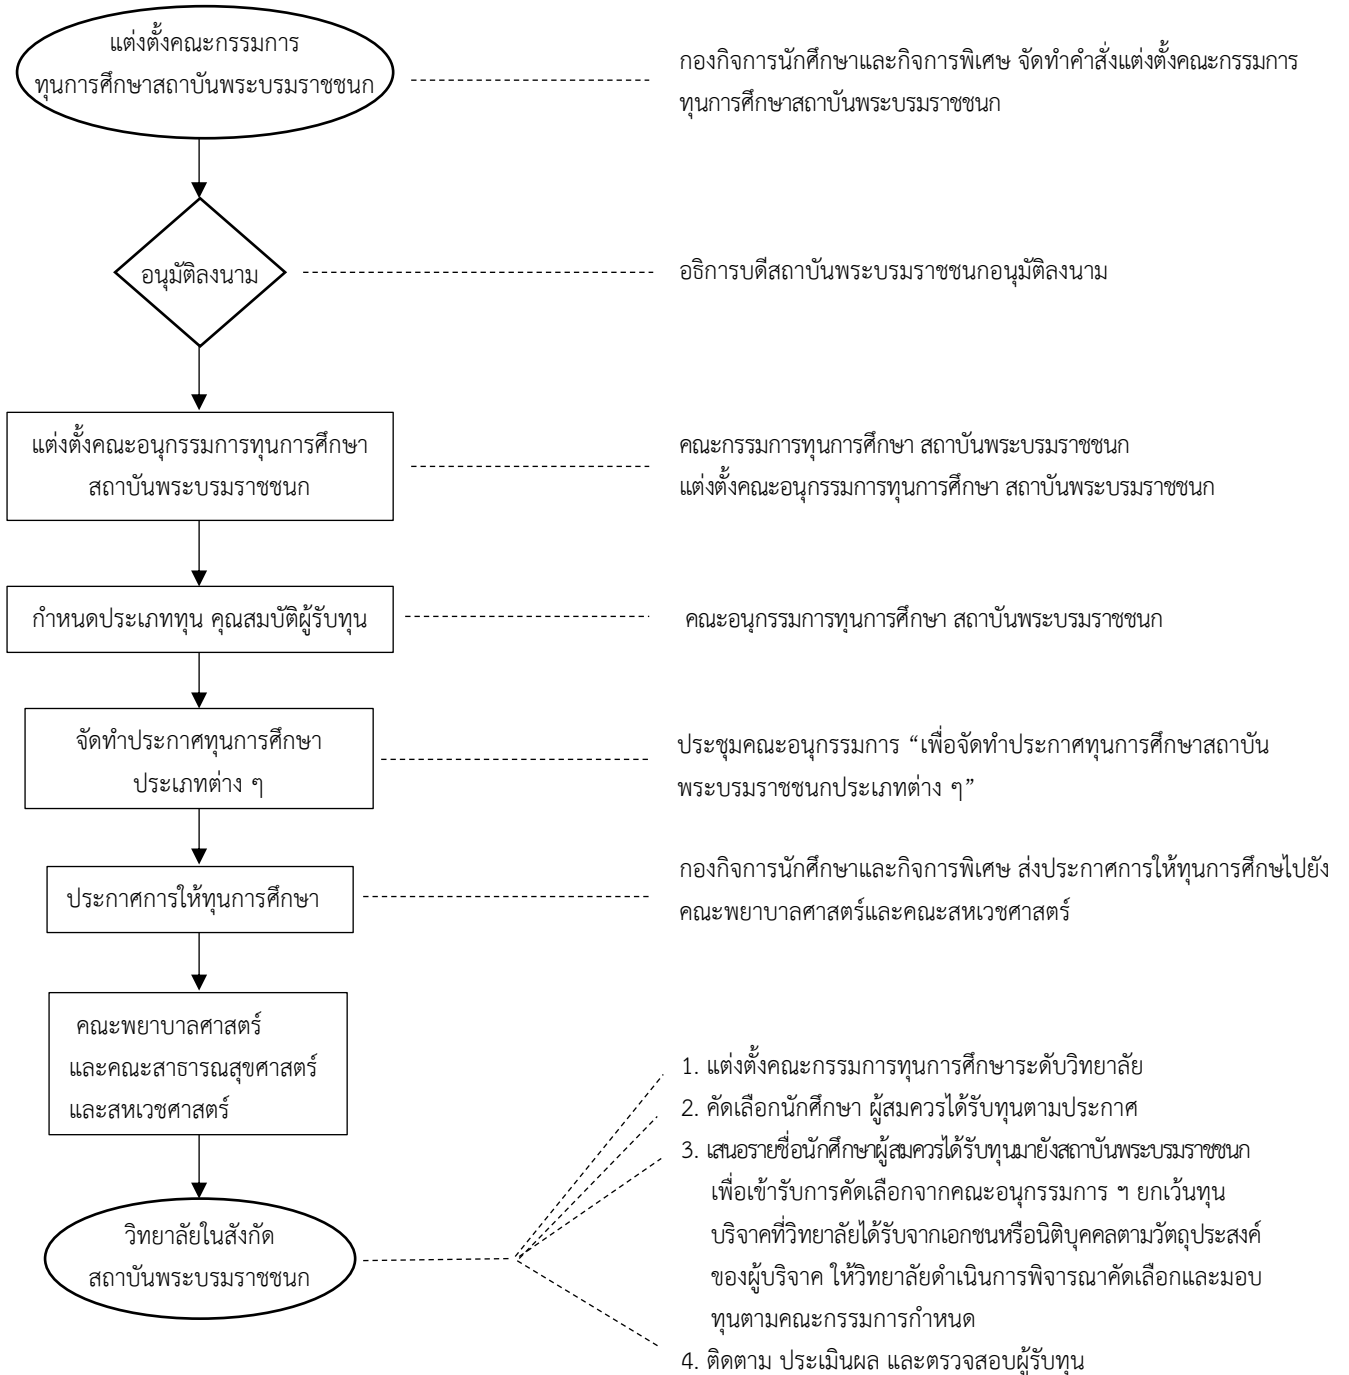 แต่งตั้งคณะกรรมการ
ทุนการศึกษาสถาบันพระบรมราชชนก
กองกิจการนักศึกษาและกิจการพิเศษ จัดทำคำสั่งแต่งตั้งคณะกรรมการ
ทุนการศึกษาสถาบันพระบรมราชชนก
อนุมัติลงนาม
อธิการบดีสถาบันพระบรมราชชนกอนุมัติลงนาม
แต่งตั้งคณะอนุกรรมการทุนการศึกษา
สถาบันพระบรมราชชนก
คณะกรรมการทุนการศึกษา สถาบันพระบรมราชชนก
แต่งตั้งคณะอนุกรรมการทุนการศึกษา สถาบันพระบรมราชชนก
กำหนดประเภททุน คุณสมบัติผู้รับทุน
คณะอนุกรรมการทุนการศึกษา สถาบันพระบรมราชชนก
จัดทำประกาศทุนการศึกษา
ประเภทต่าง ๆ
ประชุมคณะอนุกรรมการ “เพื่อจัดทำประกาศทุนการศึกษาสถาบัน
พระบรมราชชนกประเภทต่าง ๆ”
ประกาศการให้ทุนการศึกษา
กองกิจการนักศึกษาและกิจการพิเศษ ส่งประกาศการให้ทุนการศึกษไปยัง
คณะพยาบาลศาสตร์และคณะสหเวชศาสตร์
คณะพยาบาลศาสตร์
และคณะสาธารณสุขศาสตร์
และสหเวชศาสตร์
วิทยาลัยในสังกัด
สถาบันพระบรมราชชนก
1. แต่งตั้งคณะกรรมการทุนการศึกษาระดับวิทยาลัย
2. คัดเลือกนักศึกษา ผู้สมควรได้รับทุนตามประกาศ
3. เสนอรายชื่อนักศึกษาผู้สมควรได้รับทุนมายังสถาบันพระบรมราชชนก
เพื่อเข้ารับการคัดเลือกจากคณะอนุกรรมการ ฯ ยกเว้นทุน
บริจาคที่วิทยาลัยได้รับจากเอกชนหรือนิติบุคคลตามวัตถุประสงค์
ของผู้บริจาค ให้วิทยาลัยดำเนินการพิจารณาคัดเลือกและมอบ
ทุนตามคณะกรรมการกำหนด
4. ติดตาม ประเมินผล และตรวจสอบผู้รับทุน